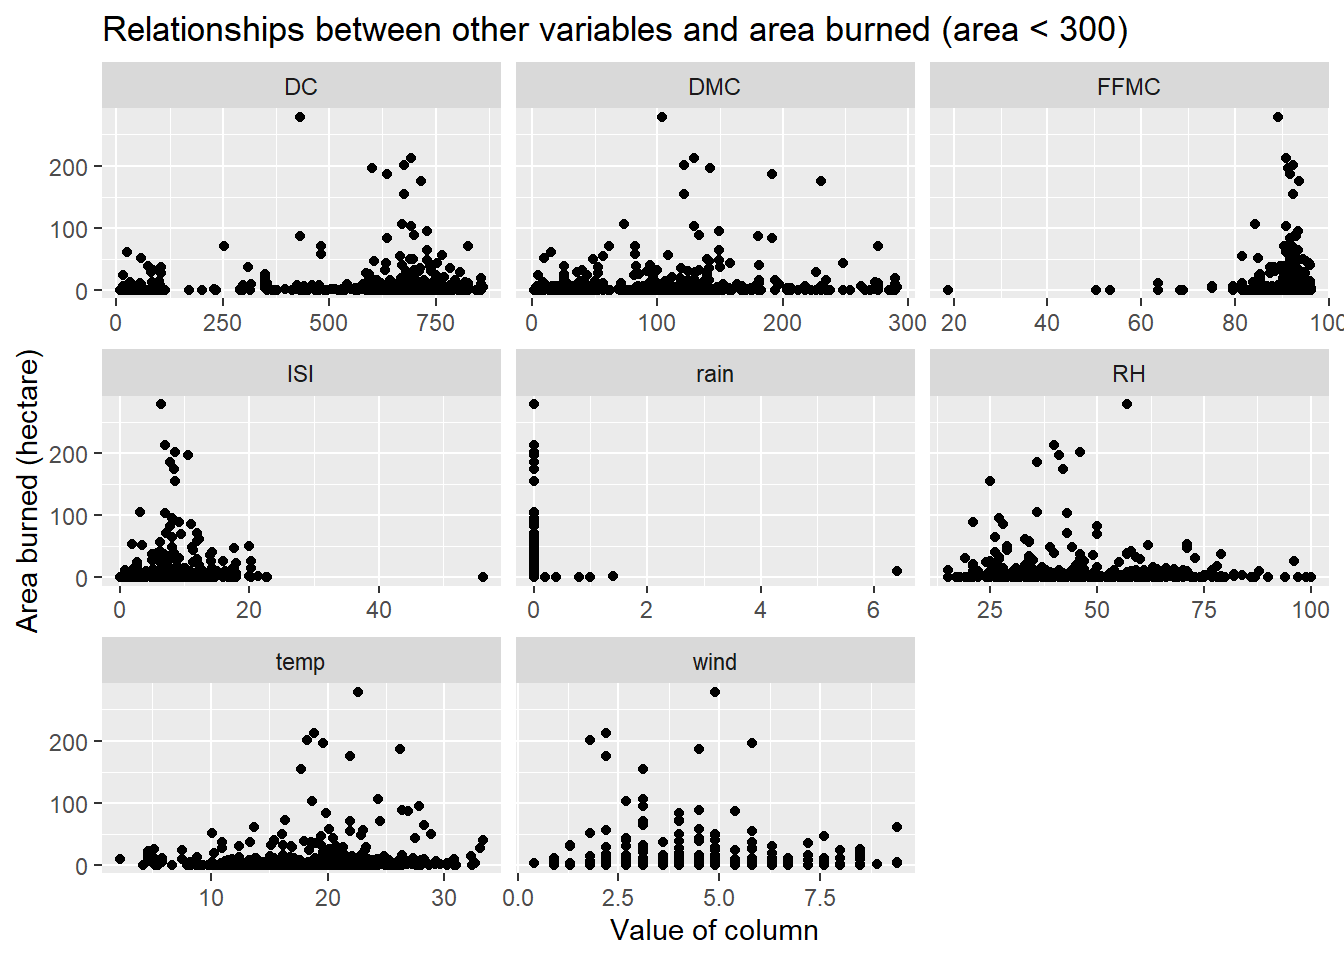 Relationships between other variables and area burned (area < 300)
DC DMC FFMC
200
100
0
0 250 500 750 0 100 200 300 20 40 60 80 100
ISI rain RH
200
100
0
0 20 40 0 2 4 6 25 50 75 100
temp wind
200
100
0
10 20 30 0.0 2.5 5.0 7.5
Area burned (hectare)
Value of column